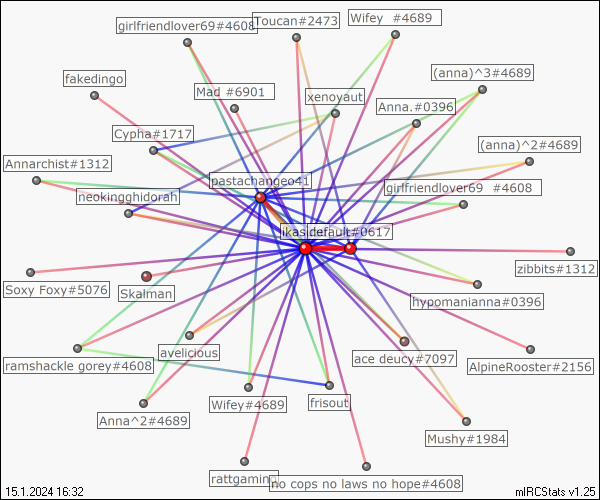 girlfriendlover69#4608
Toucan#2473
Wifey #4689
fakedingo
Mad #6901
xenoyaut
(anna)^3#4689
Anna.#0396
Cypha#1717
(anna)^2#4689
Annarchist#1312
pastachangeo41
girlfriendlover69 #4608
neokingghidorah
ikasidefault#0617
zibbits#1312
Soxy Foxy#5076
Skalman
hypomanianna#0396
avelicious
ace deucy#7097
ramshackle gorey#4608
AlpineRooster#2156
Anna^2#4689
Wifey#4689
frisout
Mushy#1984
rattgaming
no cops no laws no hope#4608
15.1.2024 16:32
mIRCStats v1.25